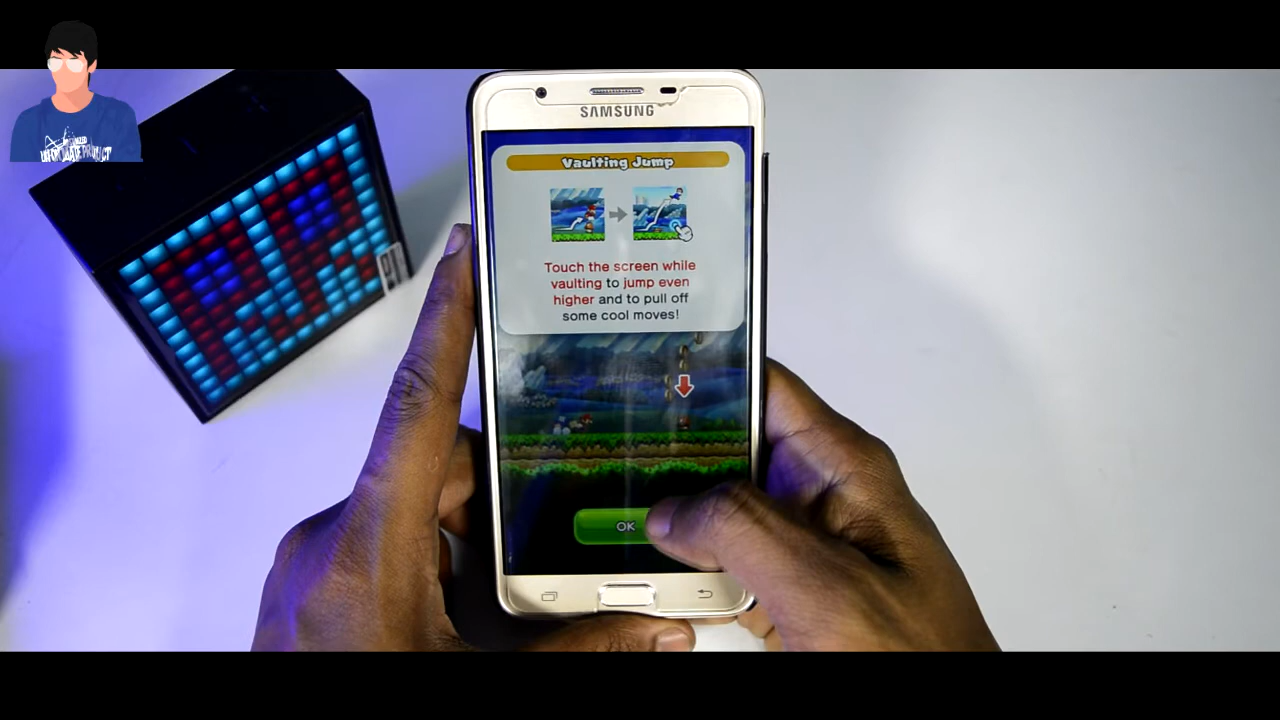 SAMSUNG
Vaulting Jump
Touch the screen while
vaulting to jump even
higher and to pull off
some cool moves!
OK